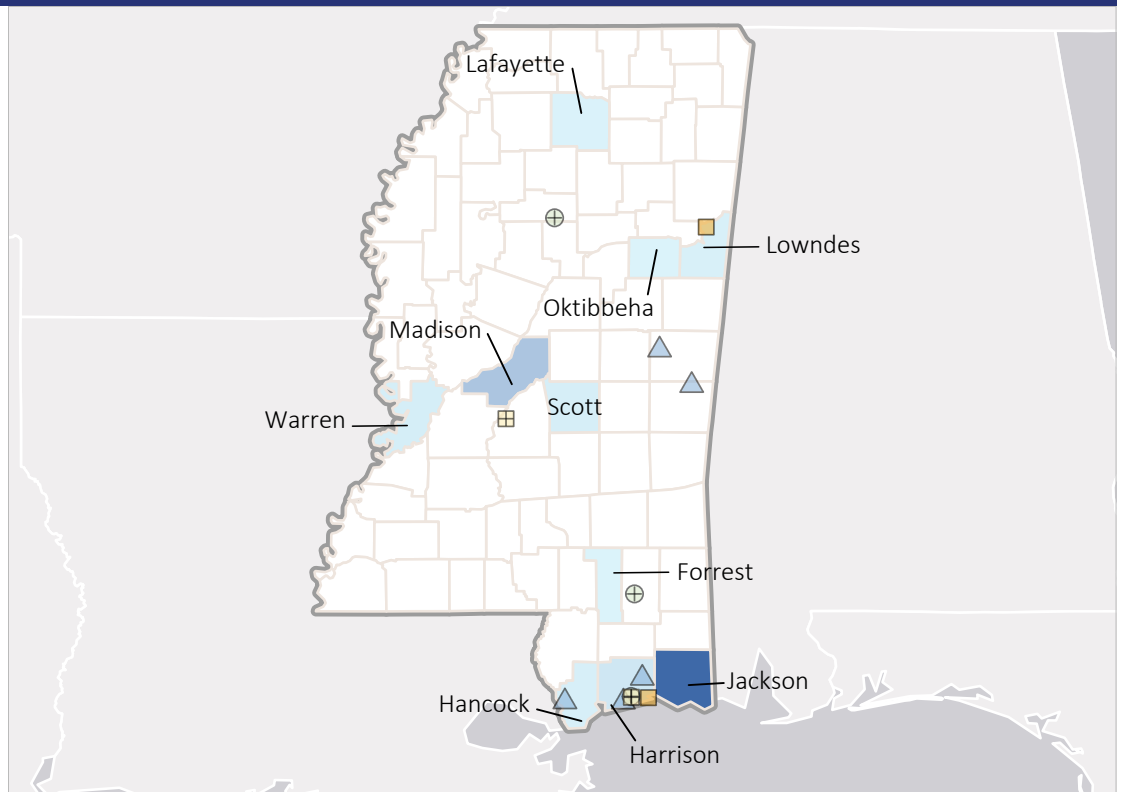 Lafayette
Lowndes
Oktibbeha
Madison
Scott
Warren
Forrest
Jackson
Hancock
Harrison